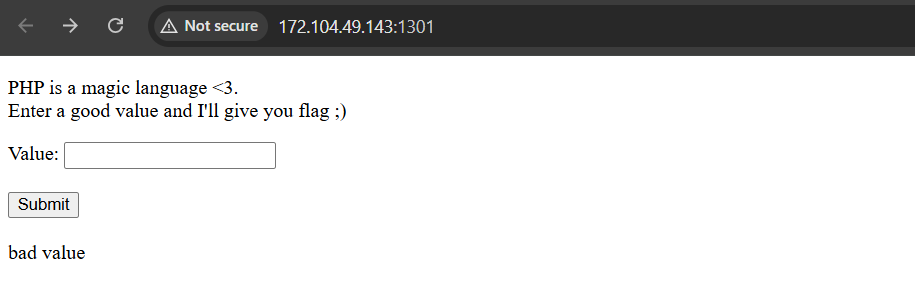 Not secure 172.104.49.143:1301
PHP is a magic language <3.
Enter a good value and I'll give you flag ;)
Value:
Submit
bad value